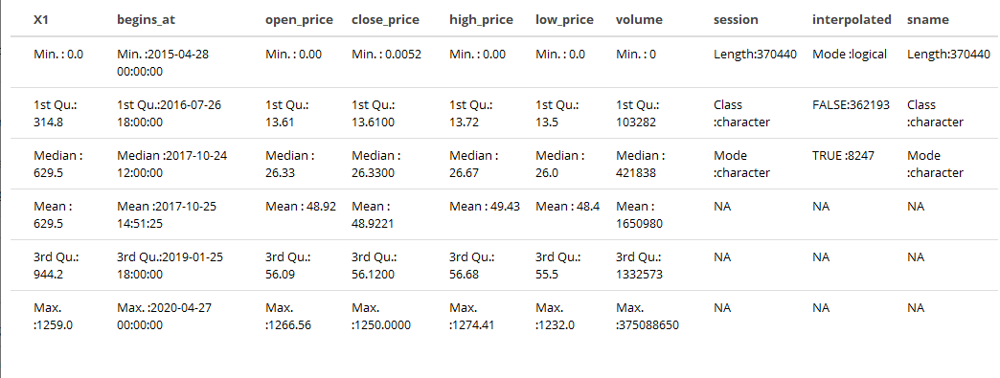 X1 begins_at open_price close_price high_price low_price volume session interpolated sname
Min. : 0.0 Min. :2015-04-28 Min. : 0.00 Min. : 0.0052 Min. : 0.00 Min. : 0.0 Min. : 0 Length:370440 Mode :logical Length:370440
00:00:00
1st Qu.: 1st Qu.:2016-07-26 1st Qu.: 1st Qu.: 1st Qu.: 1st Qu.: 1st Qu.: Class FALSE:362193 Class
314.8 18:00:00 13.61 13.6100 13.72 13.5 103282 :character :character
Median : Median :2017-10-24 Median : Median : Median : Median : Median : Mode TRUE :8247 Mode
629.5 12:00:00 26.33 26.3300 26.67 26.0 421838 :character :character
Mean : Mean :2017-10-25 Mean : 48.92 Mean : Mean : 49.43 Mean : 48.4 Mean : NA NA NA
629.5 14:51:25 48.9221 1650980
3rd Qu.: 3rd Qu.:2019-01-25 3rd Qu.: 3rd Qu.: 3rd Qu.: 3rd Qu.: 3rd Qu.: NA NA NA
944.2 18:00:00 56.09 56.1200 56.68 55.5 1332573
Max. Max. :2020-04-27 Max. Max. Max. Max. Max. NA NA NA
:1259.0 00:00:00 :1266.56 :1250.0000 :1274.41 :1232.0 :375088650